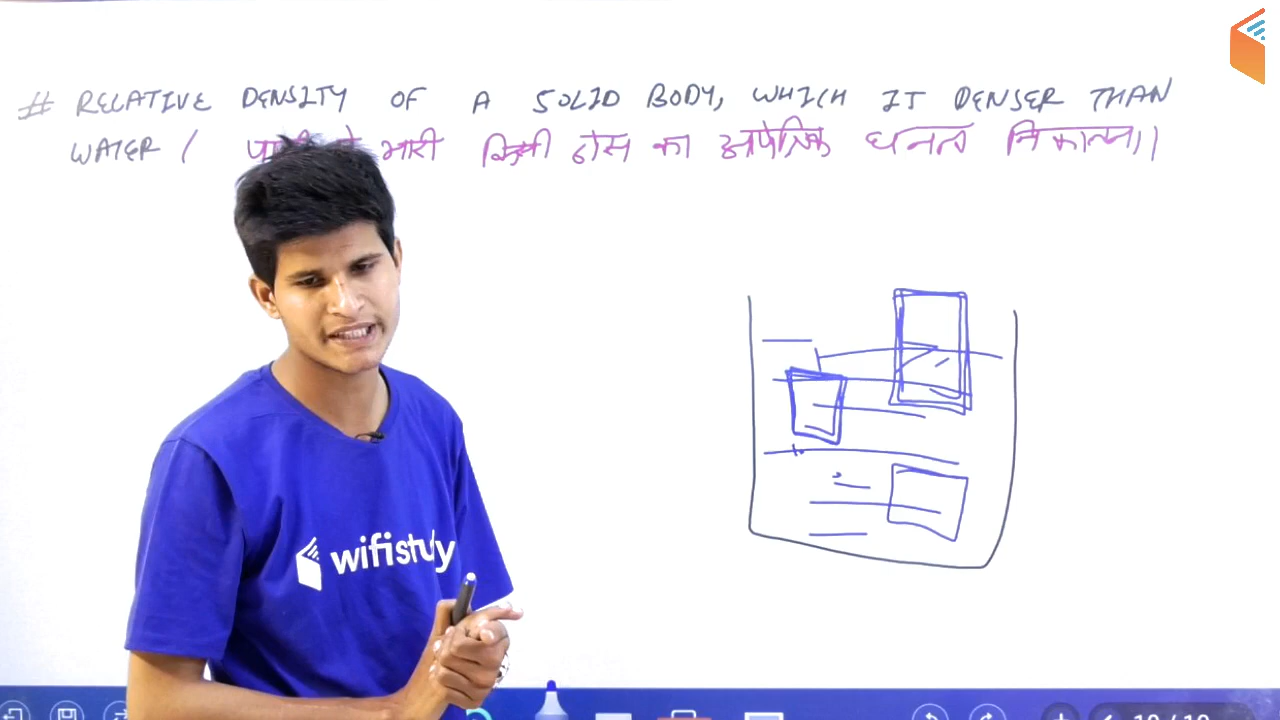 # RELATIVE DENSITY OF A SOLID BODY, WHICH IS DENSER THAN
WATER / भारी किसी ठोस का आपेक्षिक घनत्व निकालना।।
wifistudy